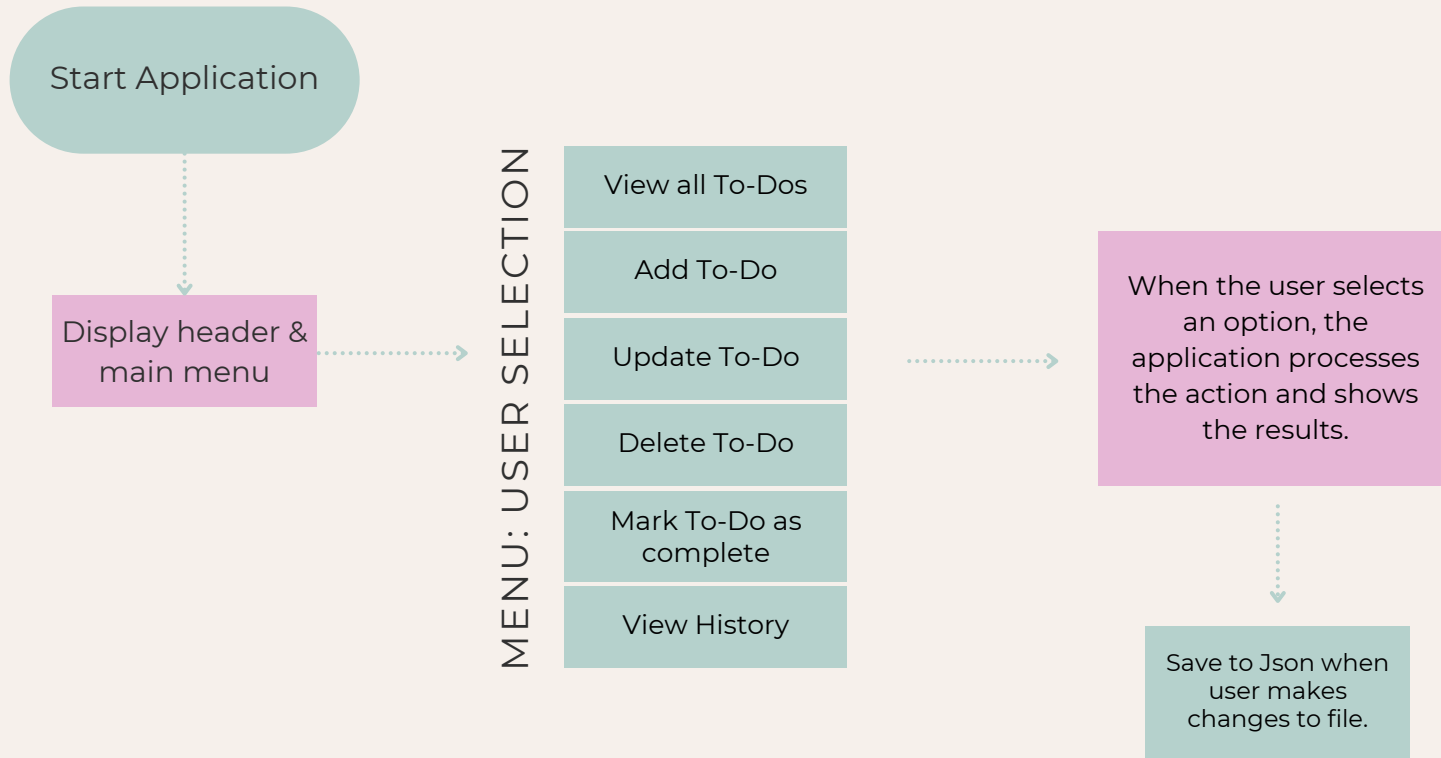 Start Application
Display header &
main menu
MENU: USER SELECTION
View all To-Dos
Add To-Do
Update To-Do
Delete To-Do
Mark To-Do as
complete
View History
When the user selects
an option, the
application processes
the action and shows
the results.
Save to Json when
user makes
changes to file.